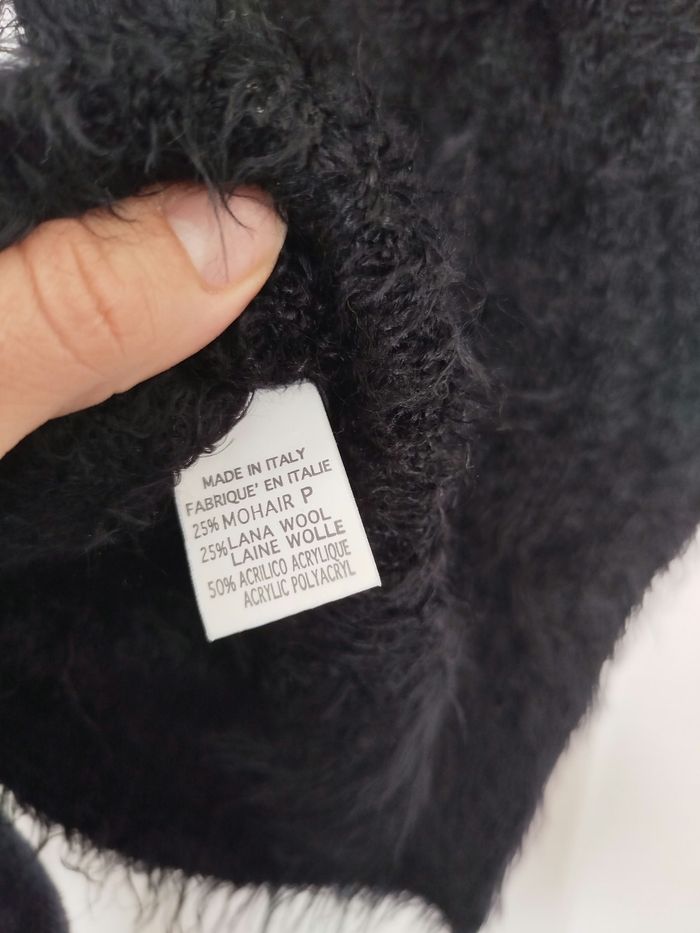 MADE IN ITALY
FABRIQUE' EN ITALIE
25% MOHAIR P
25% LANA WOOL
LAINE WOLLE
50% ACRILICO ACRYLIQUE
ACRYLIC POLYACRYL